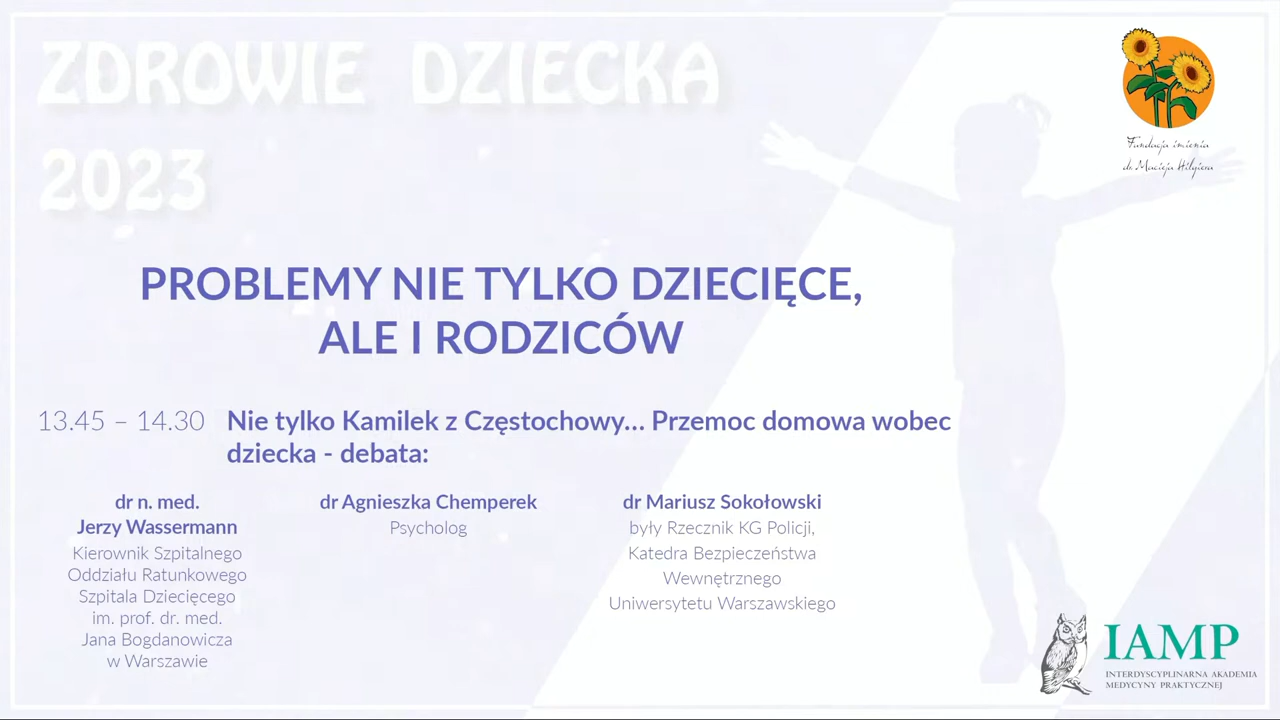 ZDROWIE DZIECKA
2023
Fundacja imienia
dr Macieja Hilgiera
PROBLEMY NIE TYLKO DZIECIĘCE,
ALE I RODZICÓW
13.45 – 14.30 Nie tylko Kamilek z Częstochowy... Przemoc domowa wobec
dziecka - debata:
dr n. med.
Jerzy Wassermann
Kierownik Szpitalnego
Oddziału Ratunkowego
Szpitala Dziecięcego
im. prof. dr. med.
Jana Bogdanowicza
w Warszawie
dr Agnieszka Chemperek
Psycholog
dr Mariusz Sokołowski
były Rzecznik KG Policji,
Katedra Bezpieczeństwa
Wewnętrznego
Uniwersytetu Warszawskiego
IAMP
INTERDYSCYPLINARNA AKADEMIA
MEDYCYNY PRAKTYCZNEJ